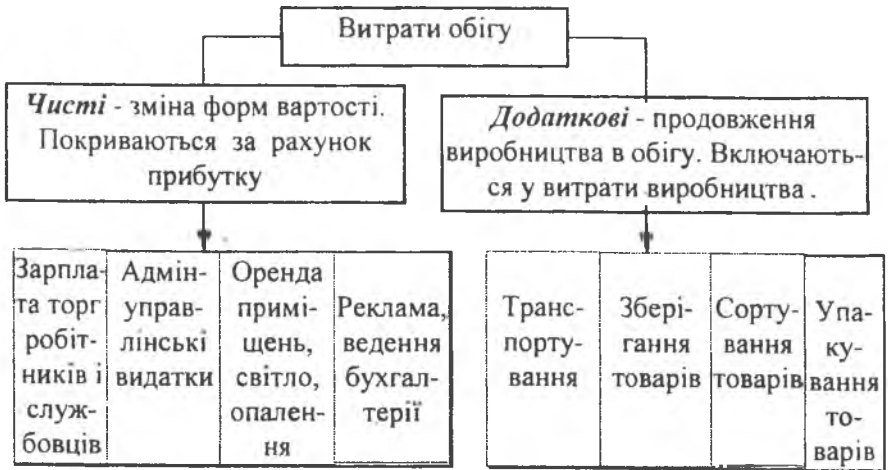 Витрати обігу
Чисті - зміна форм вартості.
Покриваються за рахунок
прибутку
Додаткові - продовження
виробництва в обігу. Включають-
ся у витрати виробництва .
Зарпла-
та торг
робіт-
ників і
служ-
бовців
Адмін-
управ-
лінські
видатки
Оренда
примі-
щень,
світло,
опален-
ня
Реклама,
ведення
бухгал-
терії
Транс-
порту-
вання
Збері-
гання
товарів
Сорту-
вання
товарів
Упа-
ку-
вання
то-
варів